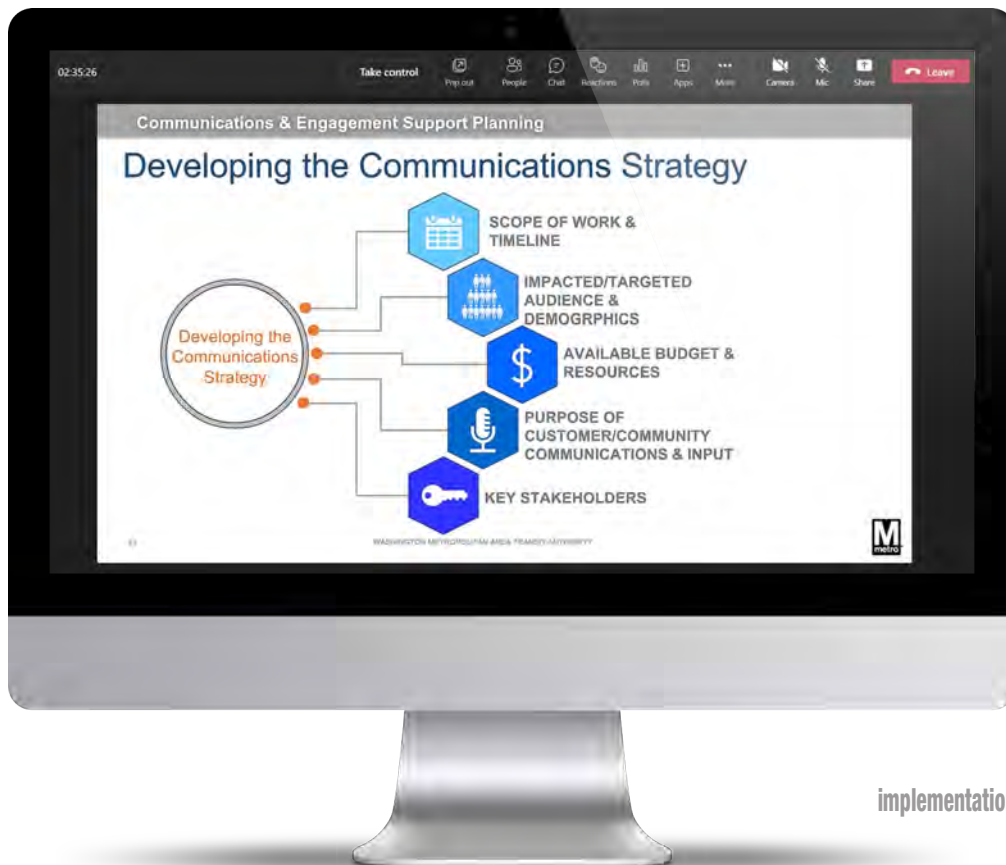 02:35:26
Take control
Pop out
People
Chat
Reactions
Polls
Apps
More
Camera
Mic
Share
Leave
Communications & Engagement Support Planning
Developing the Communications Strategy
Developing the
Communications
Strategy
SCOPE OF WORK &
TIMELINE
IMPACTED/TARGETED
AUDIENCE &
DEMOGRPHICS
AVAILABLE BUDGET &
RESOURCES
PURPOSE OF
CUSTOMER/COMMUNITY
COMMUNICATIONS & INPUT
KEY STAKEHOLDERS
WASHINGTON METROPOLITAN AREA TRANSIT AUTHORITY
M
metro
implementatio